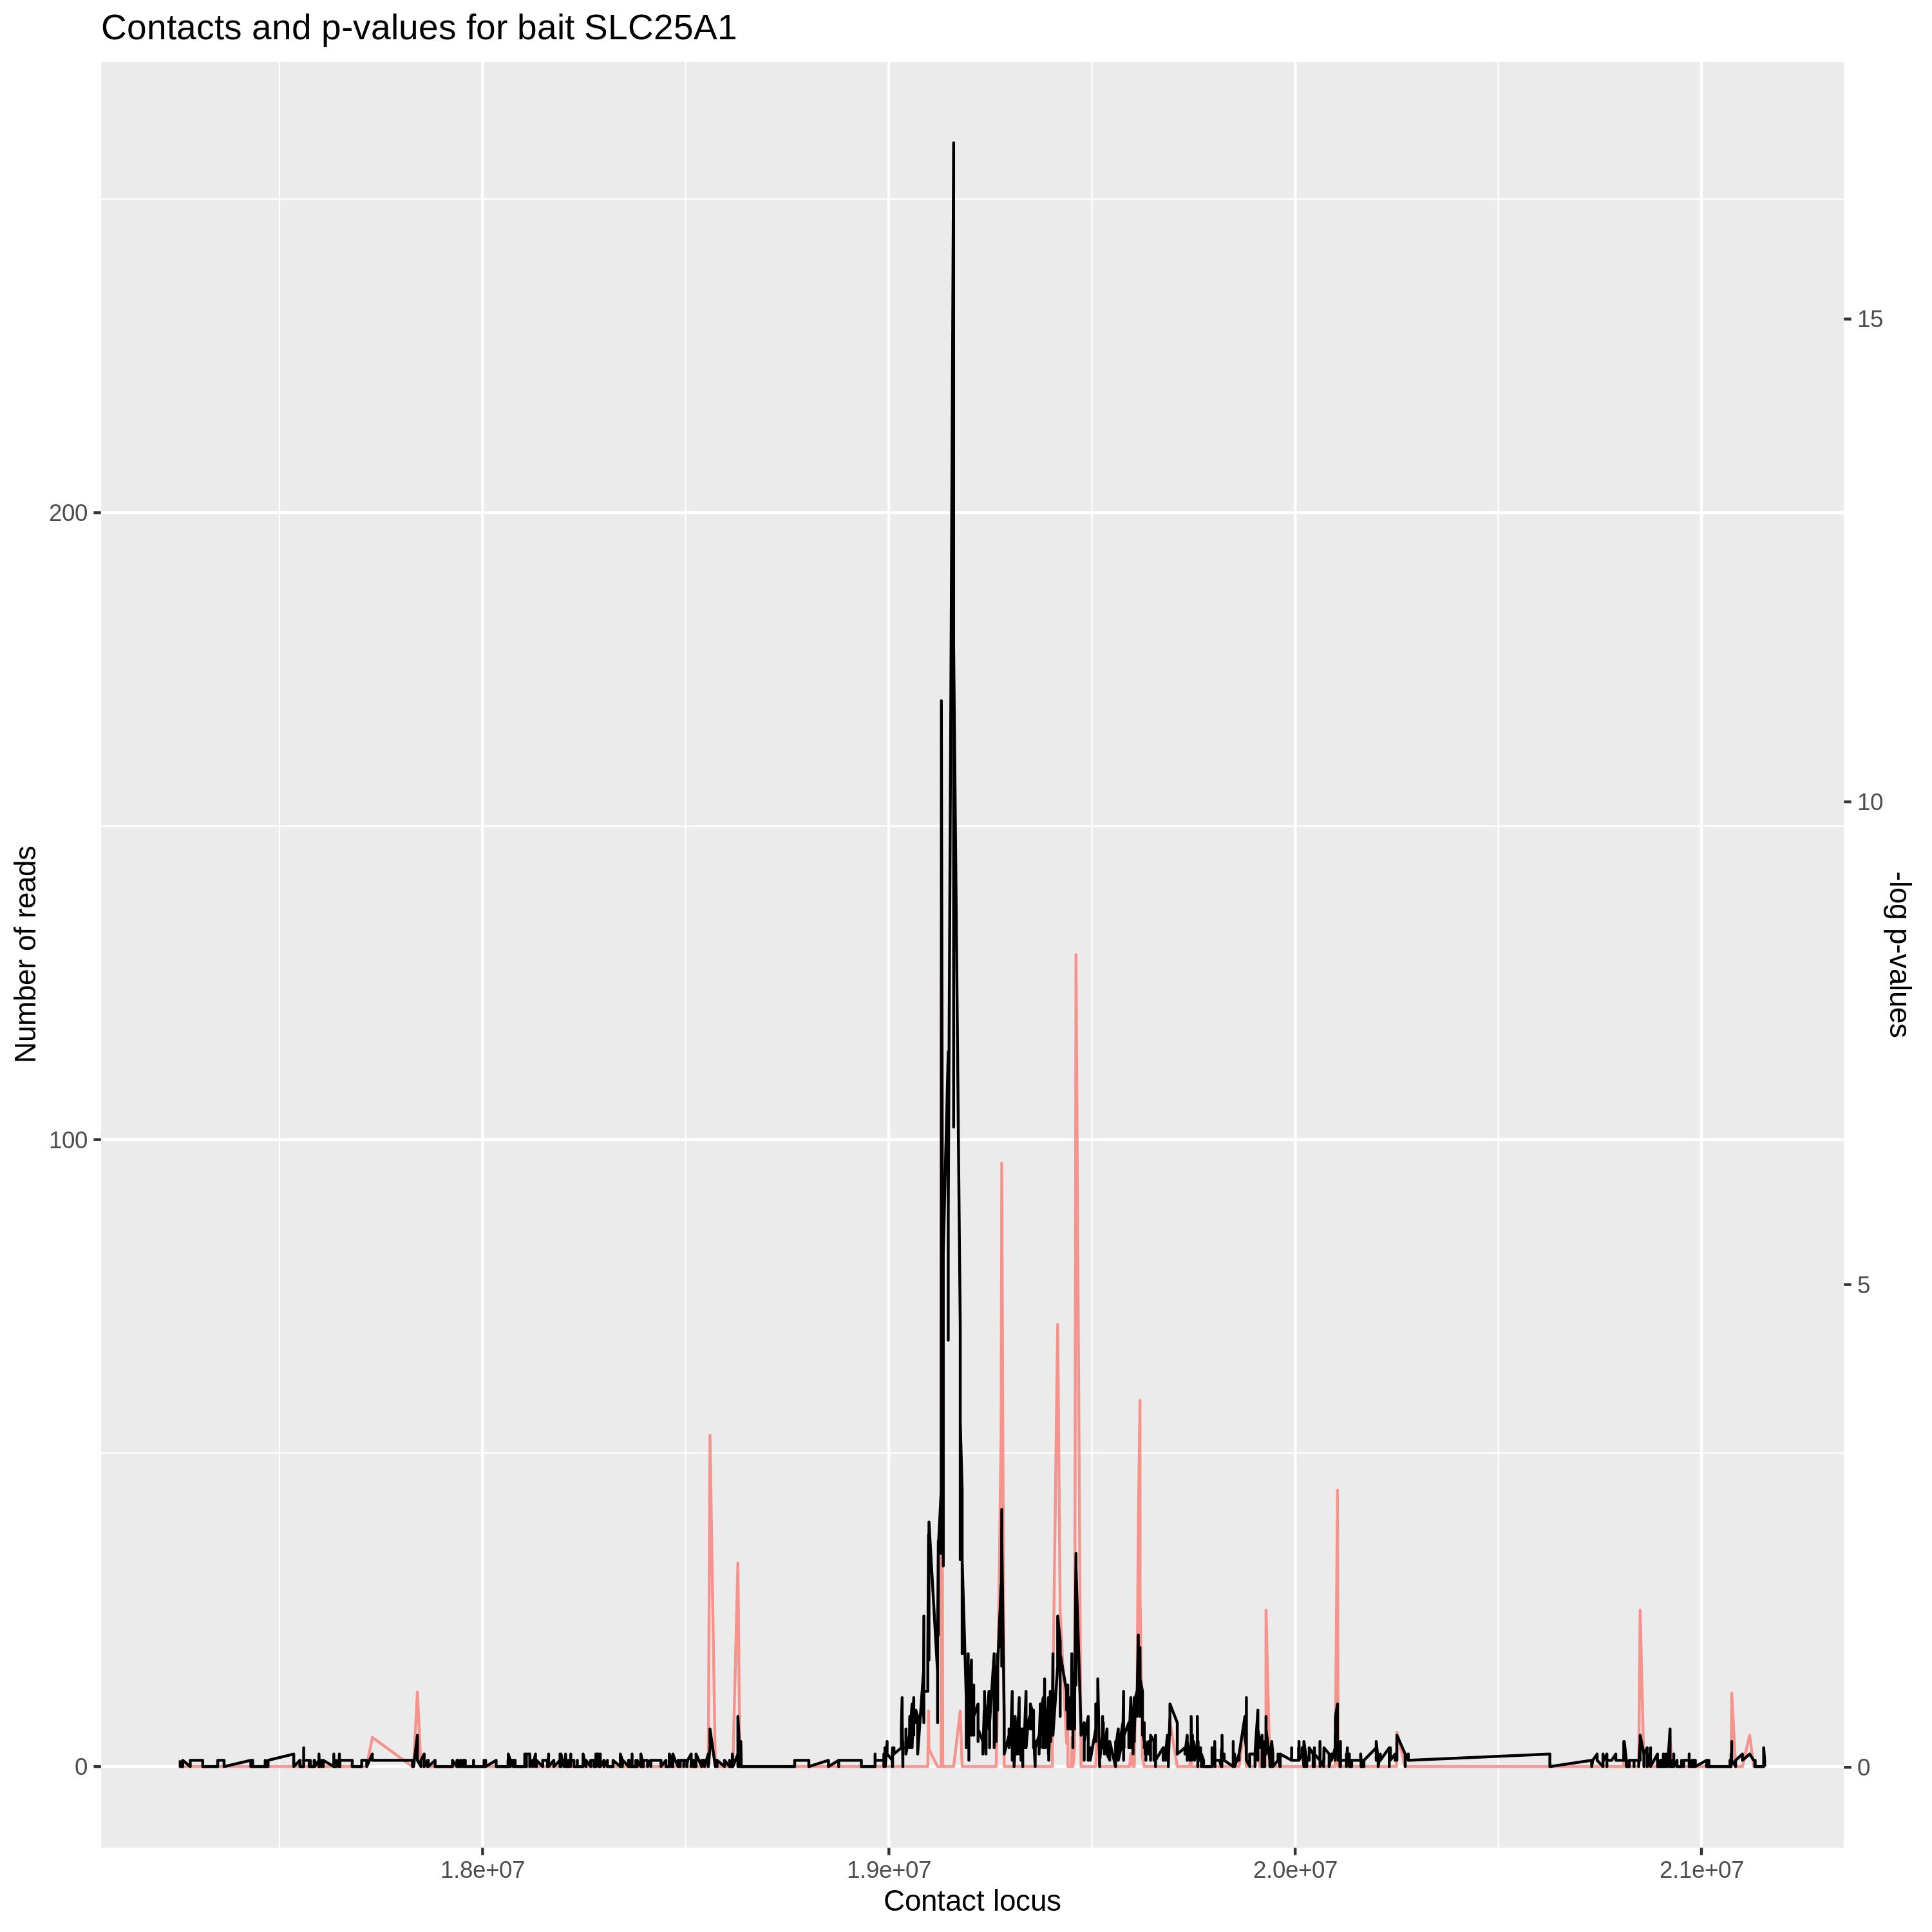 Contacts and p-values for bait SLC25A1
Number of reads
200
100
0
15
10
5
0
-log p-values
1.8e+07
1.9e+07
2.0e+07
2.1e+07
Contact locus